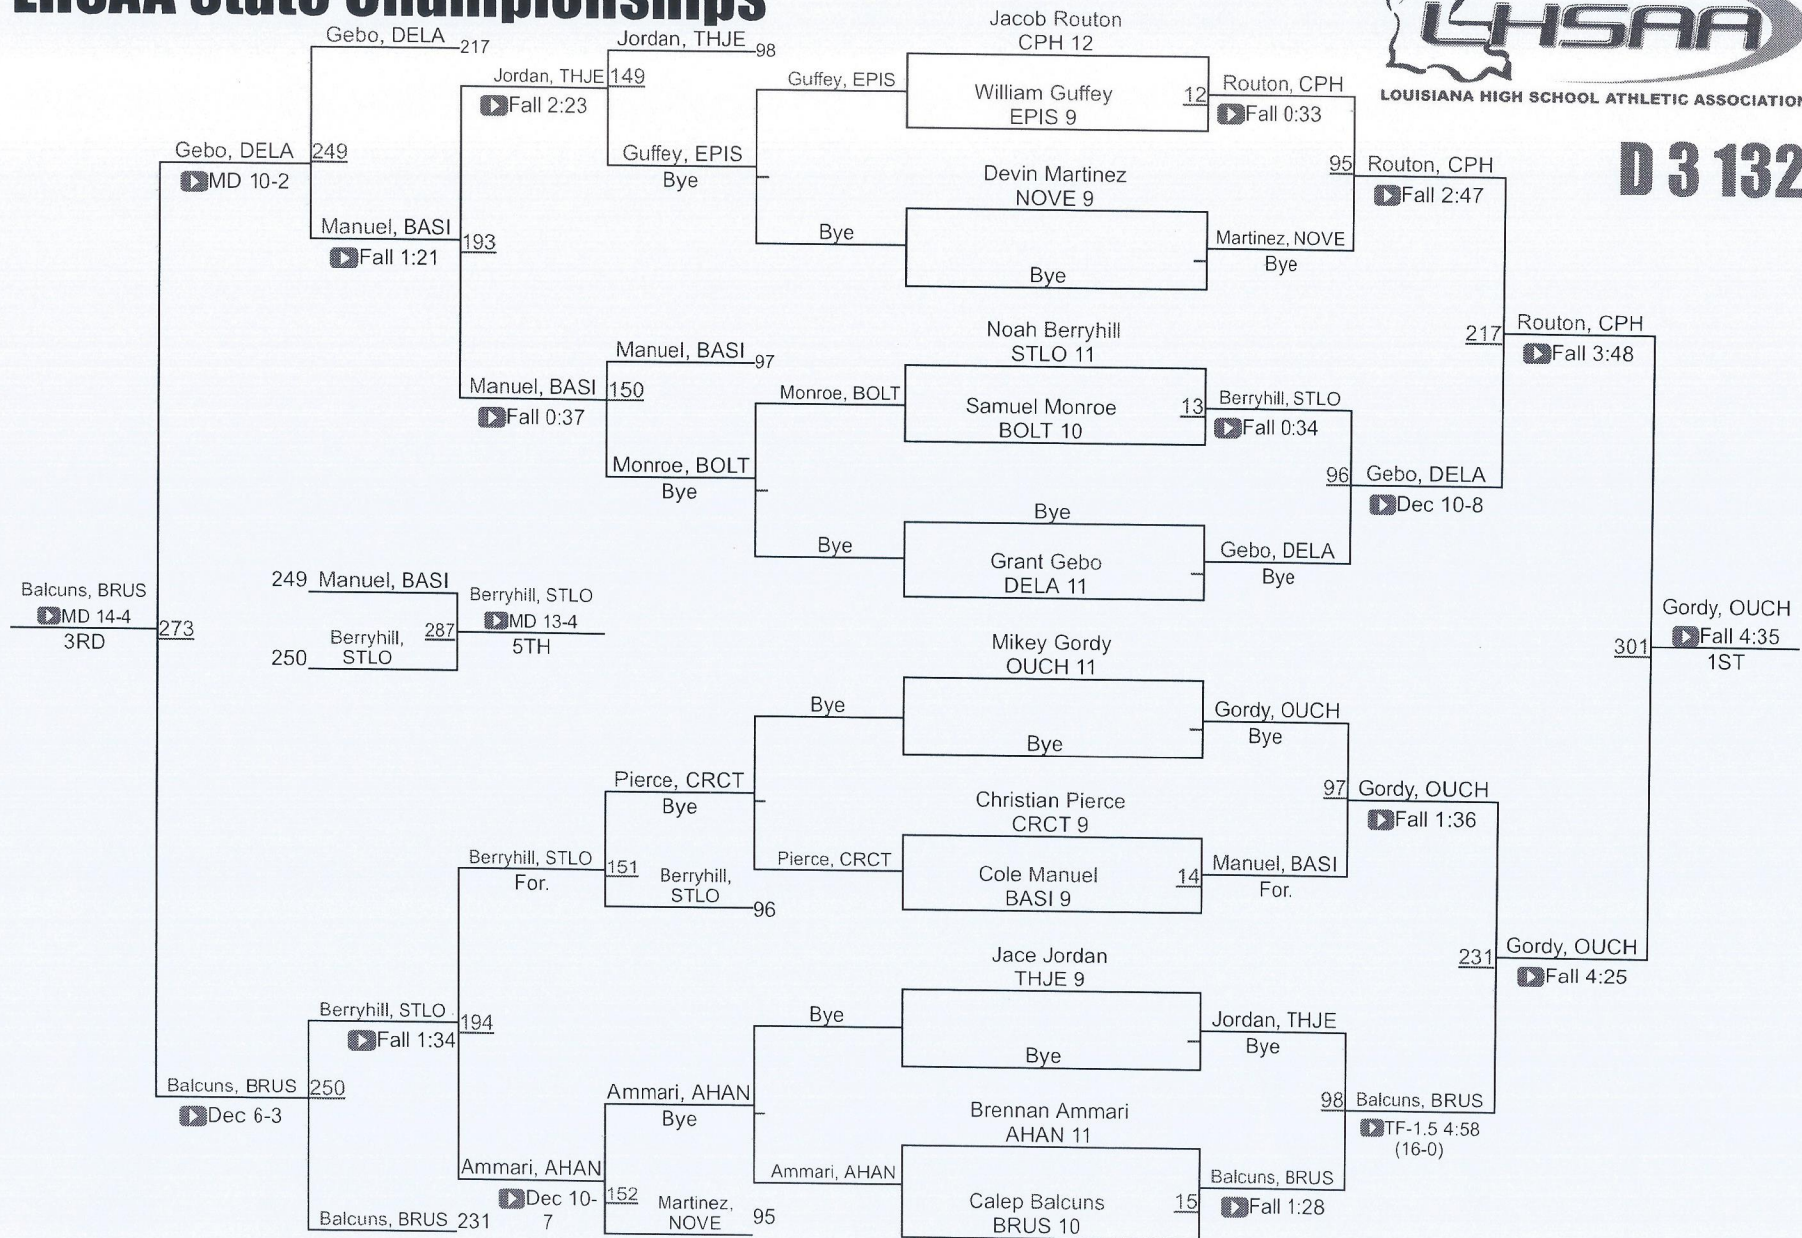 LHSAA State Championships
LHSAA
LOUISIANA HIGH SCHOOL ATHLETIC ASSOCIATION
D 3 132
Gebo, DELA
217
Gebo, DELA
249
MD 10-2
Manuel, BASI
193
Fall 1:21
Jordan, THJE
149
Fall 2:23
Jordan, THJE
98
Guffey, EPIS
Bye
Guffey, EPIS
Bye
Manuel, BASI
150
Fall 0:37
Manuel, BASI
97
Monroe, BOLT
Bye
Monroe, BOLT
Bye
Balcuns, BRUS
MD 14-4
3RD
273
249
Manuel, BASI
250
Berryhill,
STLO
287
Berryhill, STLO
MD 13-4
5TH
Bye
Pierce, CRCT
Bye
Pierce, CRCT
Berryhill, STLO
For.
151
Berryhill,
STLO
96
Berryhill, STLO
Fall 1:34
194
Balcuns, BRUS
Dec 6-3
250
Balcuns, BRUS
231
Ammari, AHAN
Dec 10-
7
152
Ammari, AHAN
Bye
Martinez,
NOVE
95
Bye
Ammari, AHAN
Jacob Routon
CPH 12
William Guffey
EPIS 9
12
Routon, CPH
Fall 0:33
Devin Martinez
NOVE 9
Bye
Martinez, NOVE
Bye
95
Routon, CPH
Fall 2:47
Noah Berryhill
STLO 11
Samuel Monroe
BOLT 10
13
Berryhill, STLO
Fall 0:34
Bye
Grant Gebo
DELA 11
Gebo, DELA
Bye
96
Gebo, DELA
Dec 10-8
217
Routon, CPH
Fall 3:48
Mikey Gordy
OUCH 11
Bye
Gordy, OUCH
Bye
Christian Pierce
CRCT 9
Cole Manuel
BASI 9
14
Manuel, BASI
For.
97
Gordy, OUCH
Fall 1:36
Jace Jordan
THJE 9
Bye
Jordan, THJE
Bye
Brennan Ammari
AHAN 11
Calep Balcuns
BRUS 10
15
Balcuns, BRUS
Fall 1:28
98
Balcuns, BRUS
TF-1.5 4:58
(16-0)
231
Gordy, OUCH
Fall 4:25
301
Gordy, OUCH
Fall 4:35
1ST